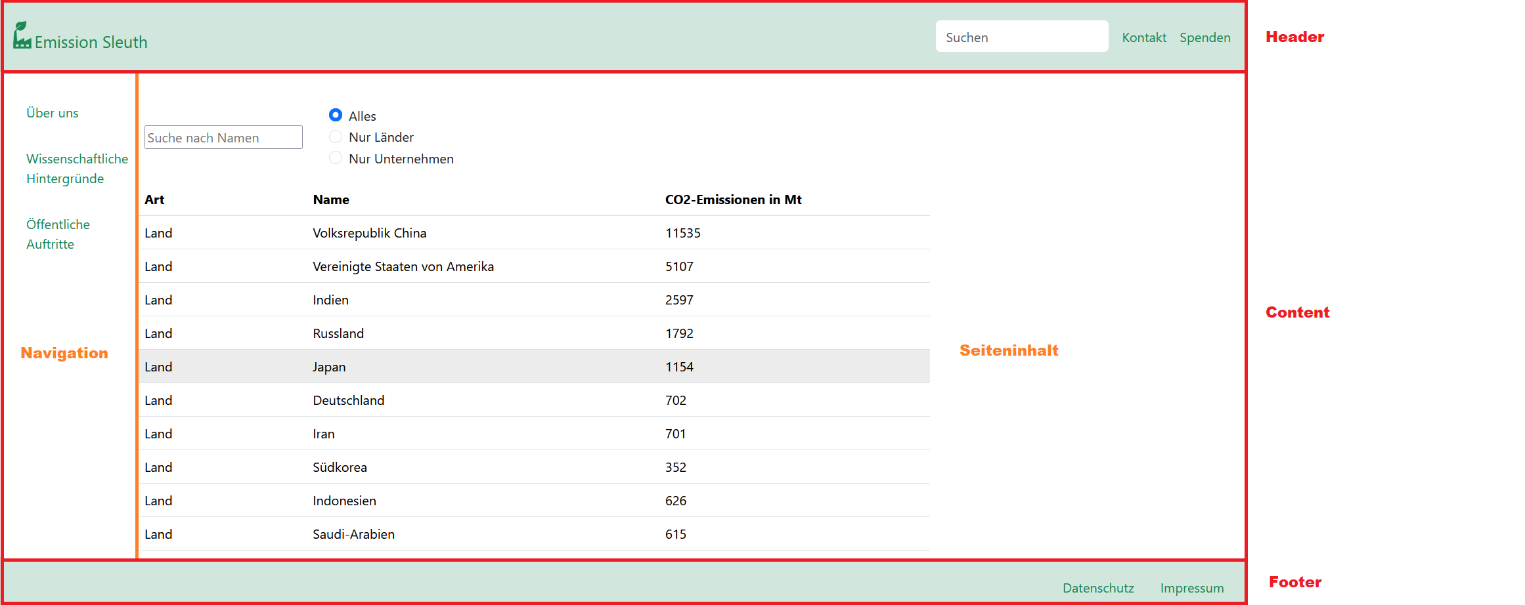 Emission Sleuth
Suchen
Kontakt Spenden
Header
Über uns
Wissenschaftliche
Hintergründe
Öffentliche
Auftritte
Navigation
Suche nach Namen
Alles
Nur Länder
Nur Unternehmen
Art Name CO2-Emissionen in Mt
Land Volksrepublik China 11535
Land Vereinigte Staaten von Amerika 5107
Land Indien 2597
Land Russland 1792
Land Japan 1154
Land Deutschland 702
Land Iran 701
Land Südkorea 352
Land Indonesien 626
Land Saudi-Arabien 615
Seiteninhalt
Content
Datenschutz Impressum
Footer